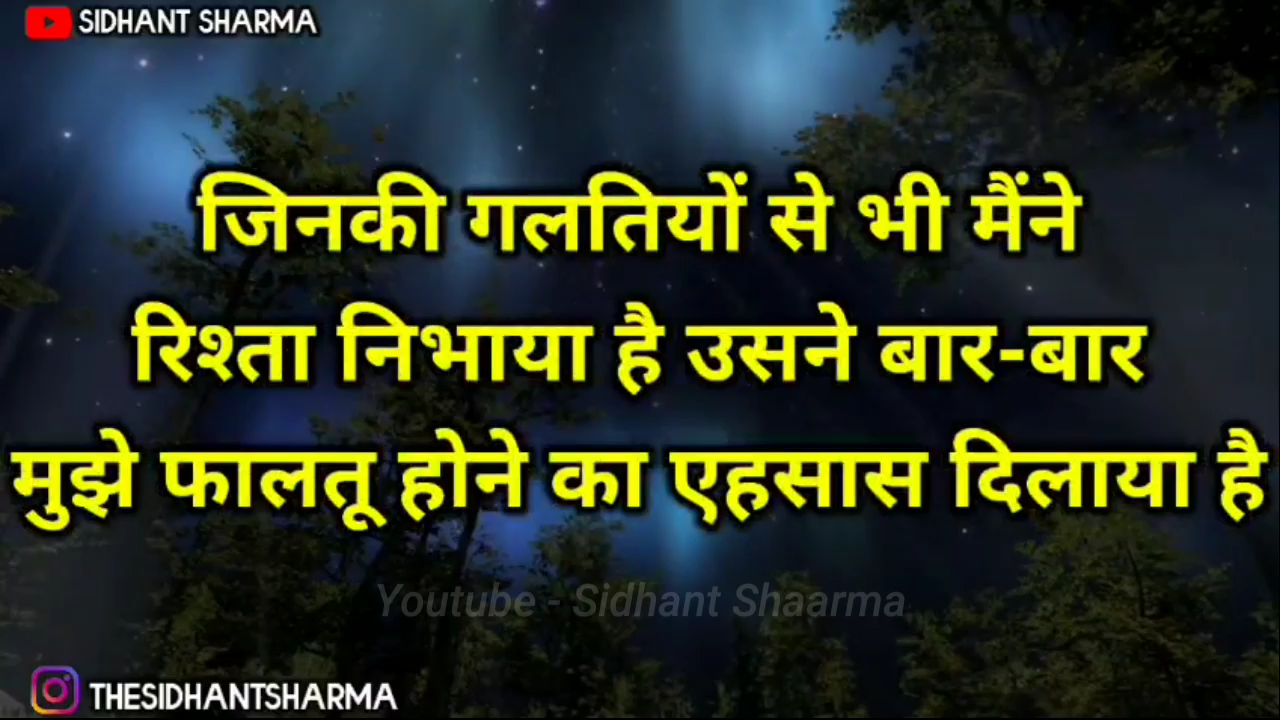 SIDHANT SHARMA
जिनकी गलतियों से भी मैंने
रिश्ता निभाया है उसने बार-बार
मुझे फालतू होने का एहसास दिलाया है
Youtube - Sidhant Shaarma
THESIDHANTSHARMA